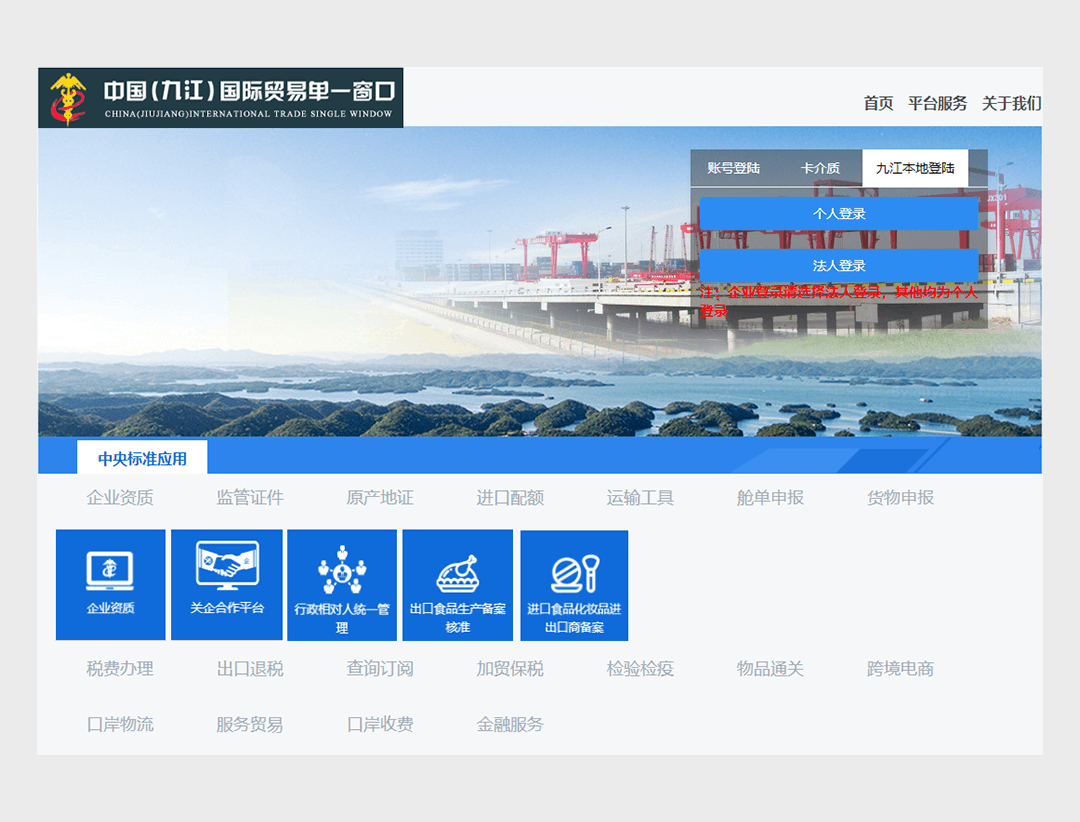 中国(九江)国际贸易单一窗口
CHINA(JIUJIANG)INTERNATIONAL TRADE SINGLE WINDOW
首页 平台服务 关于我们
账号登陆 卡介质 九江本地登陆
个人登录
法人登录
注：企业登录请选择法人登录，其他均为个人
登录
中央标准应用
企业资质 监管证件 原产地证 进口配额 运输工具 舱单申报 货物申报
企业资质
关企合作平台
行政相对人统一管
理
出口食品生产备案
核准
进口食品化妆品进
出口商备案
税费办理 出口退税 查询订阅 加贸保税 检验检疫 物品通关 跨境电商
口岸物流 服务贸易 口岸收费 金融服务